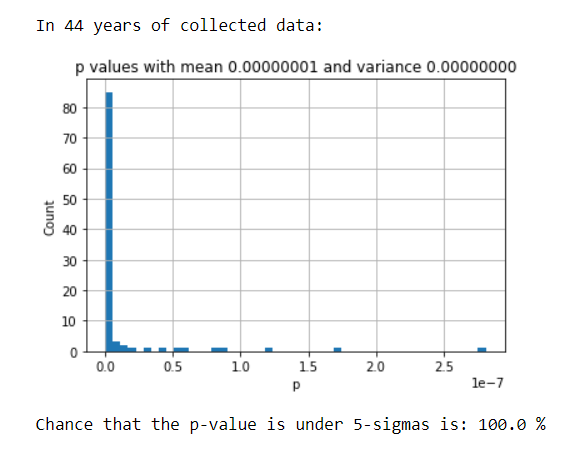 In 44 years of collected data:
p values with mean 0.00000001 and variance 0.00000000
80
70
60
50
40
30
20
10
0
Count
0.0 0.5 1.0 1.5 2.0 2.5
1e-7
p
Chance that the p-value is under 5-sigmas is: 100.0 %